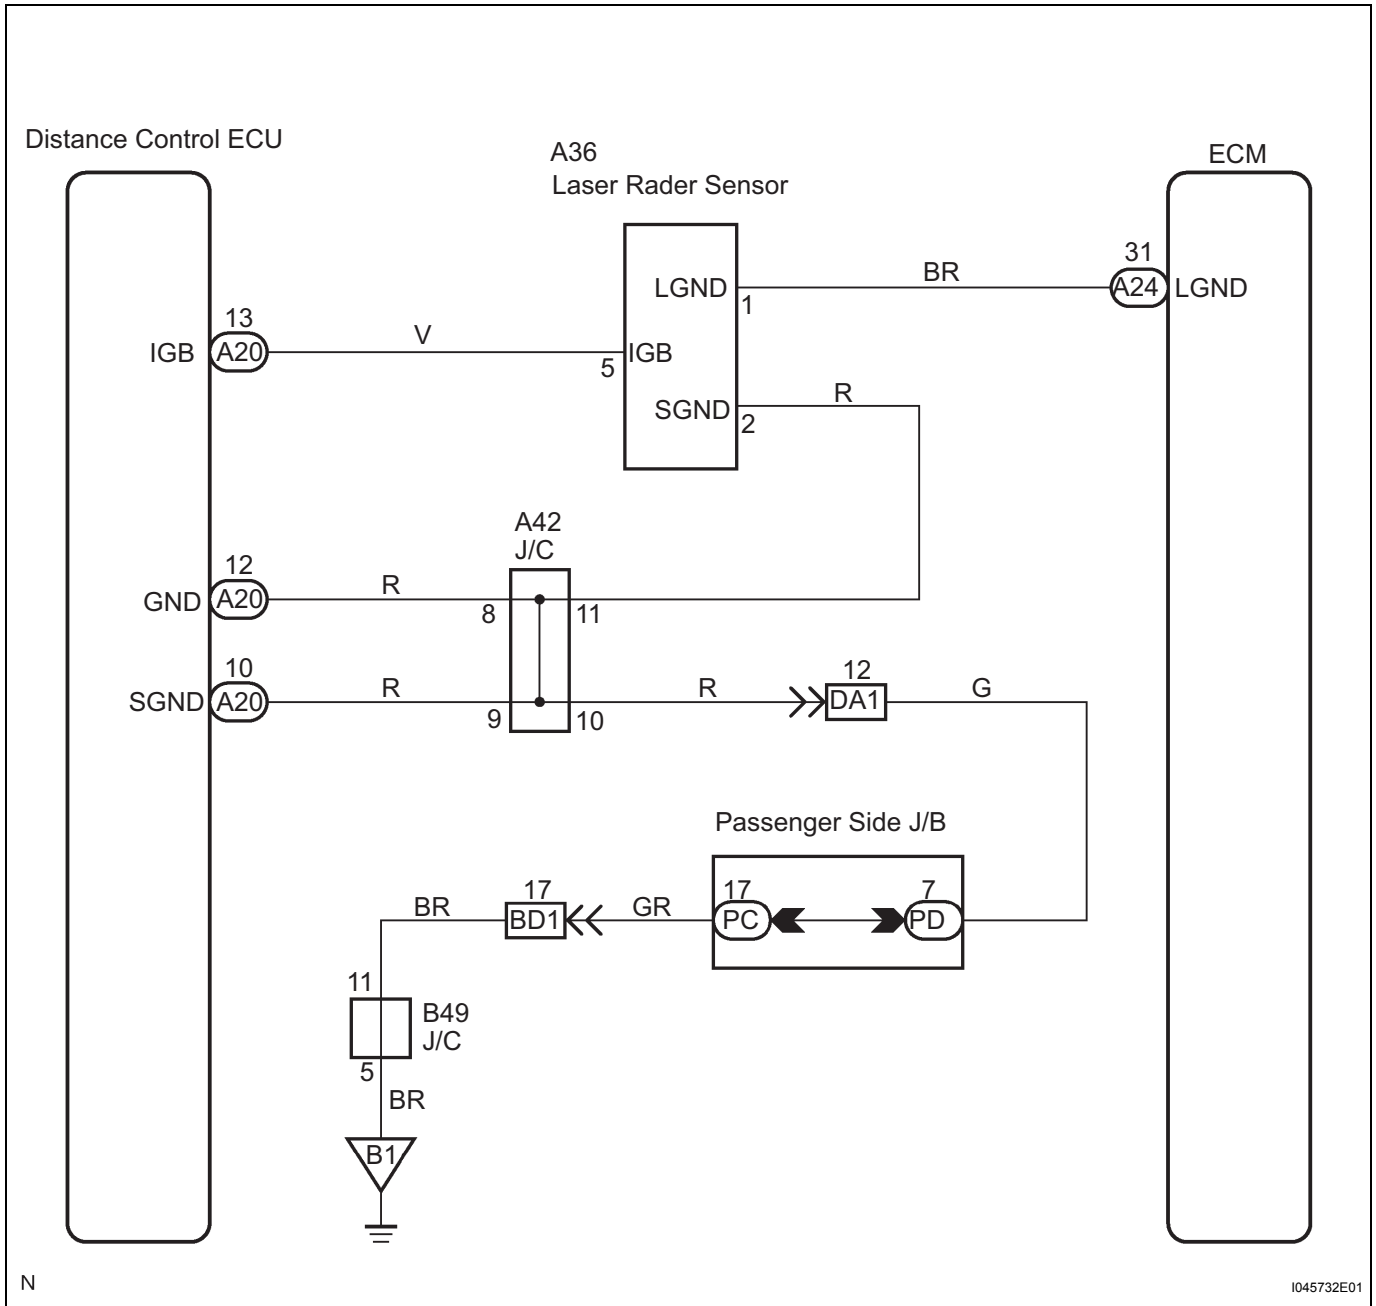 Distance Control ECU
A36
Laser Rader Sensor
ECM
31
LGND
1
BR
A24
LGND
13
IGB
A20
V
5
IGB
SGND
2
R
A42
J/C
12
GND
A20
R
8
11
10
SGND
A20
R
9
10
R
12
DA1
G
Passenger Side J/B
17
PC
7
PD
BR
17
BD1
GR
11
B49
J/C
5
BR
B1
N
I045732E01